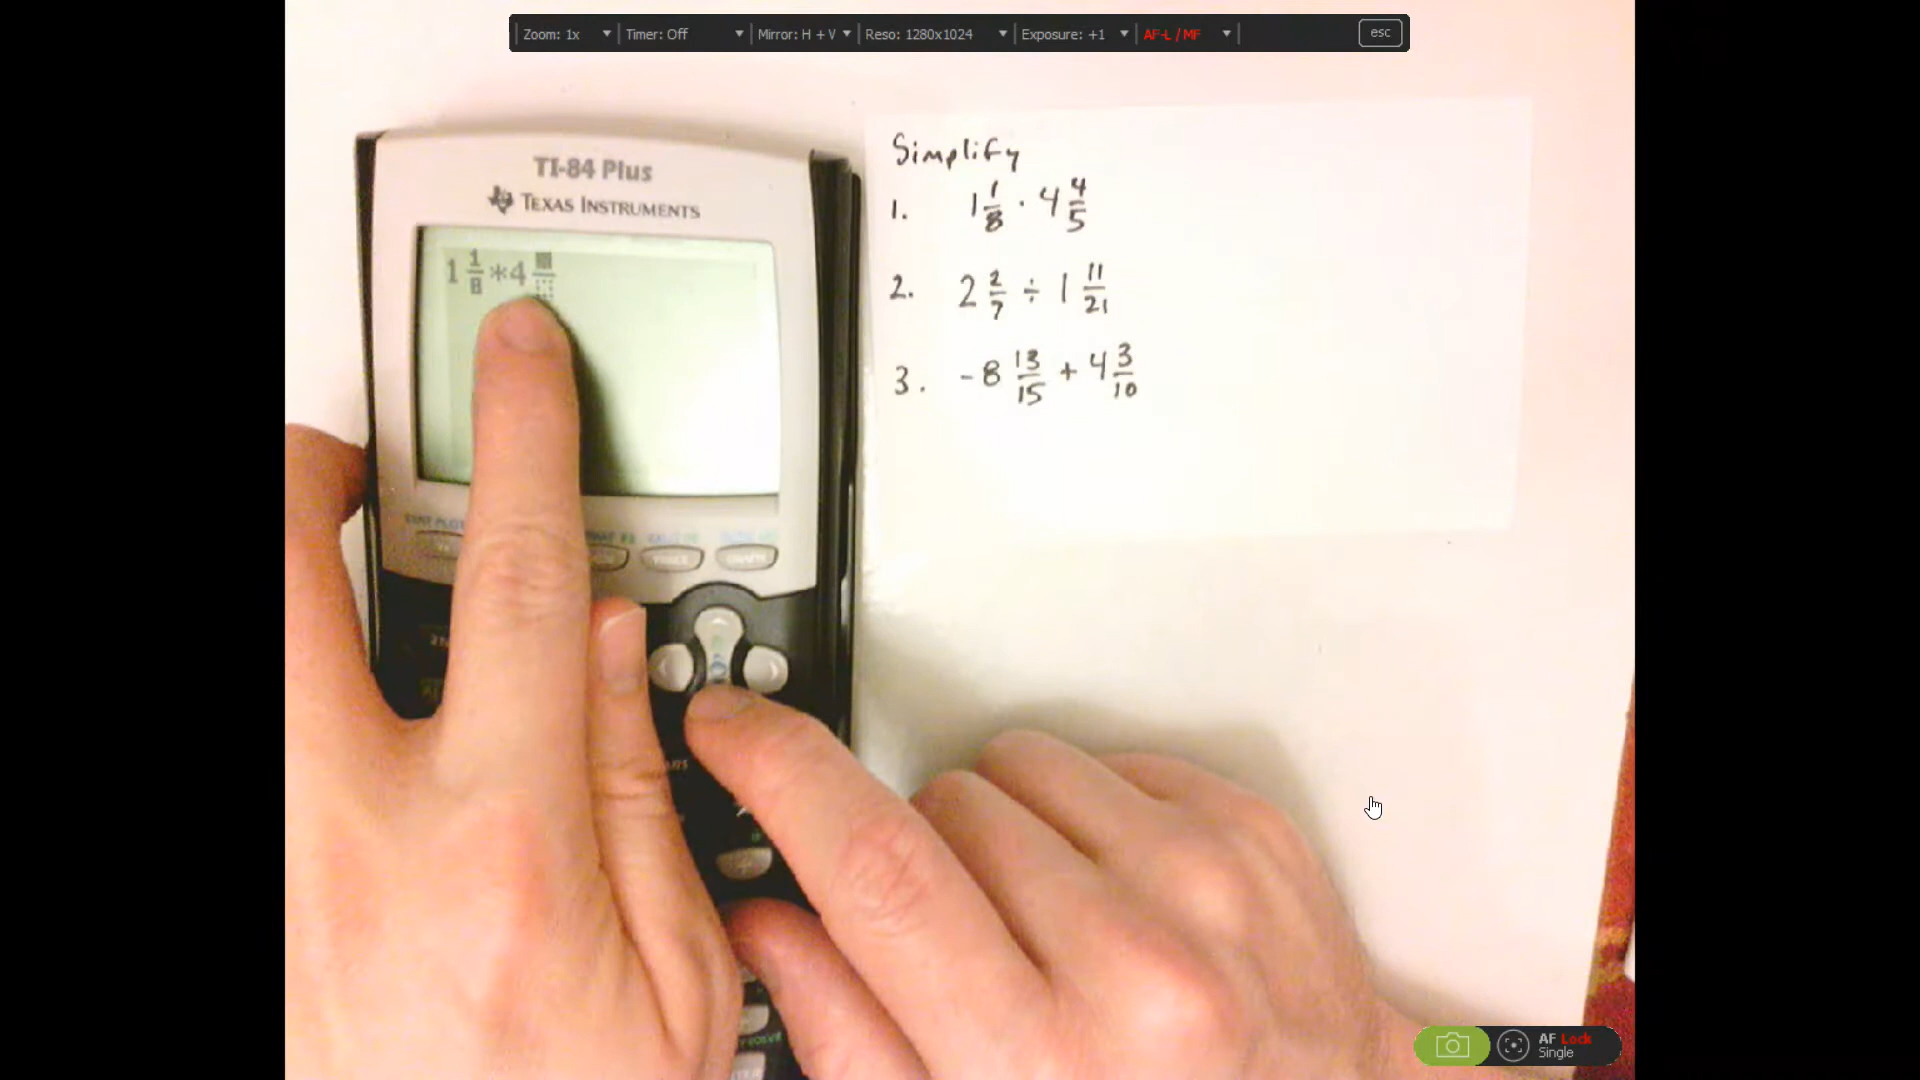 Zoom: 1x Timer: Off Mirror: H + V Reso: 1280x1024 Exposure: +1 AF-L / MF esc
TI-84 Plus
TEXAS INSTRUMENTS
1 1/8 * 4
Simplify
1. 1 1/8 · 4 4/5
2. 2 2/7 ÷ 1 11/21
3. -8 13/15 + 4 3/10
AF Lock
Single